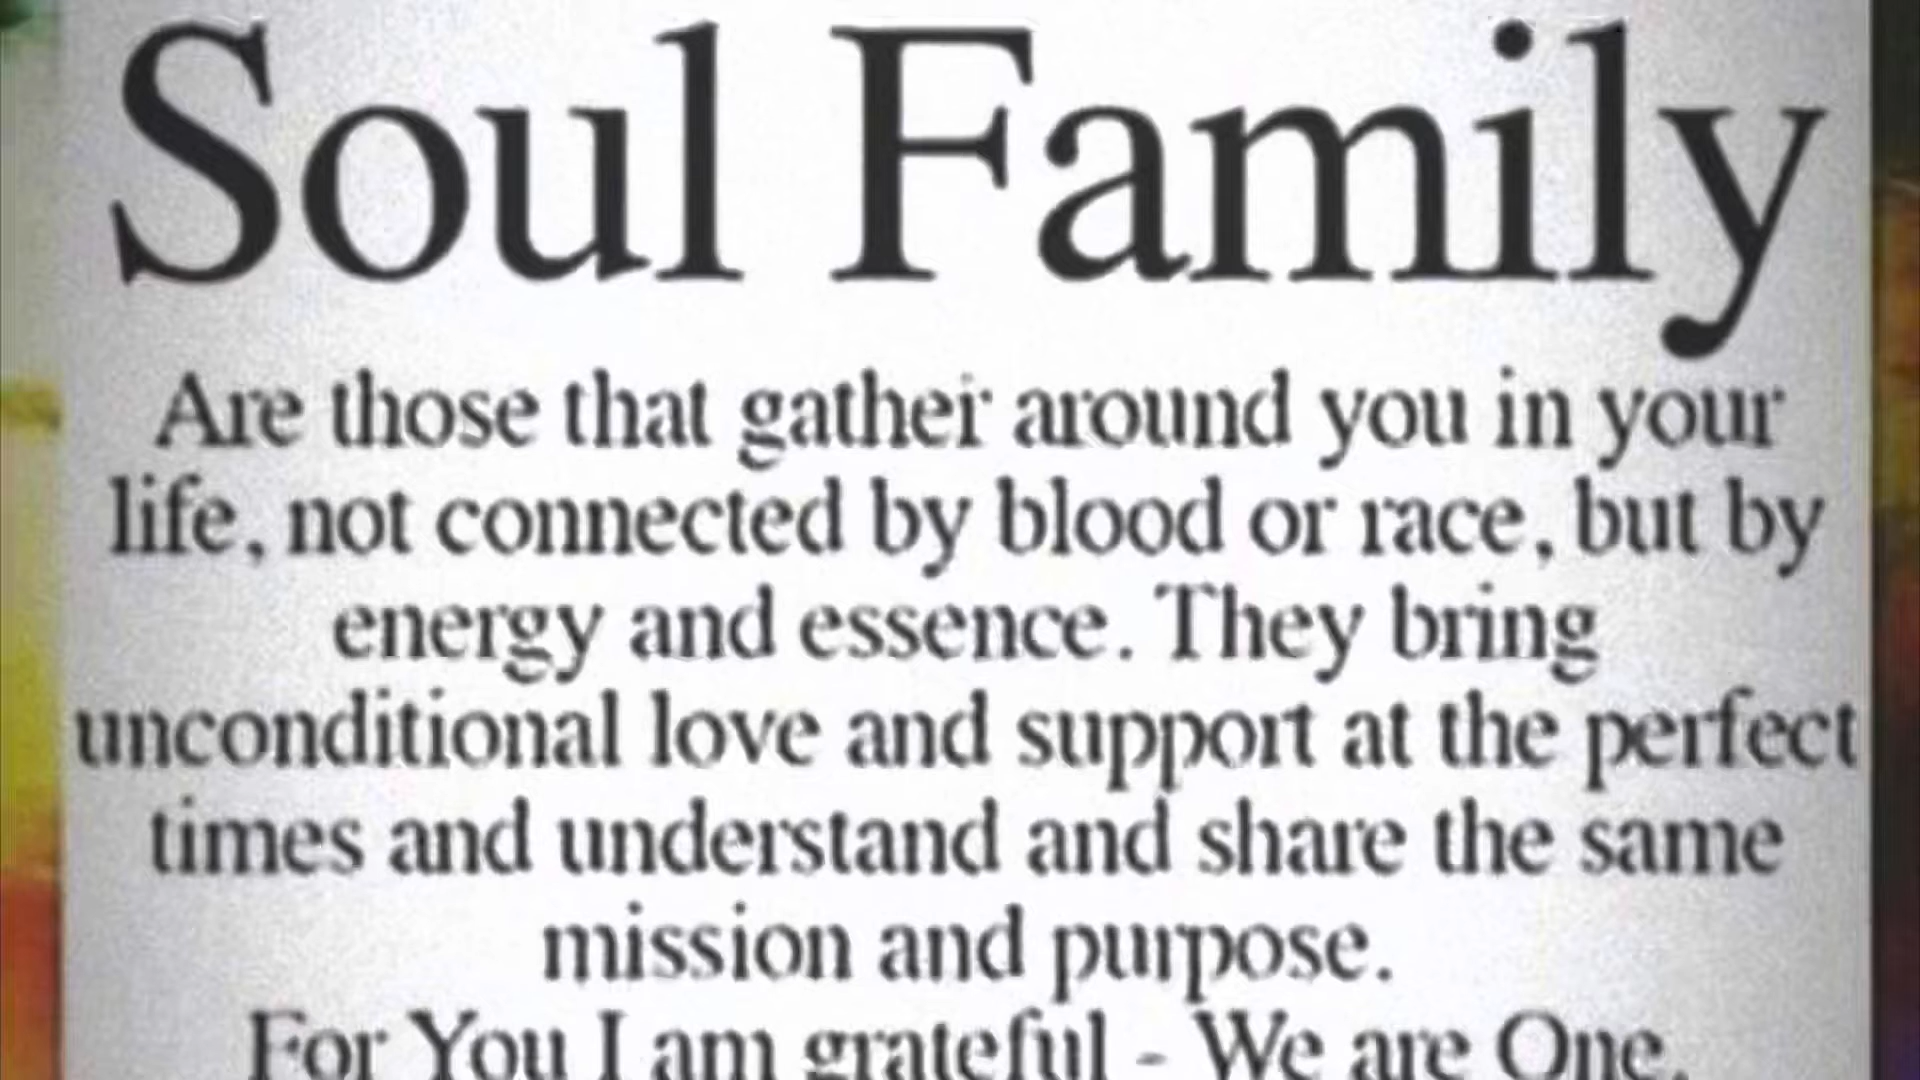 Soul Family
Are those that gather around you in your
life, not connected by blood or race, but by
energy and essence. They bring
unconditional love and support at the perfect
times and understand and share the same
mission and purpose.
For You I am grateful - We are One.